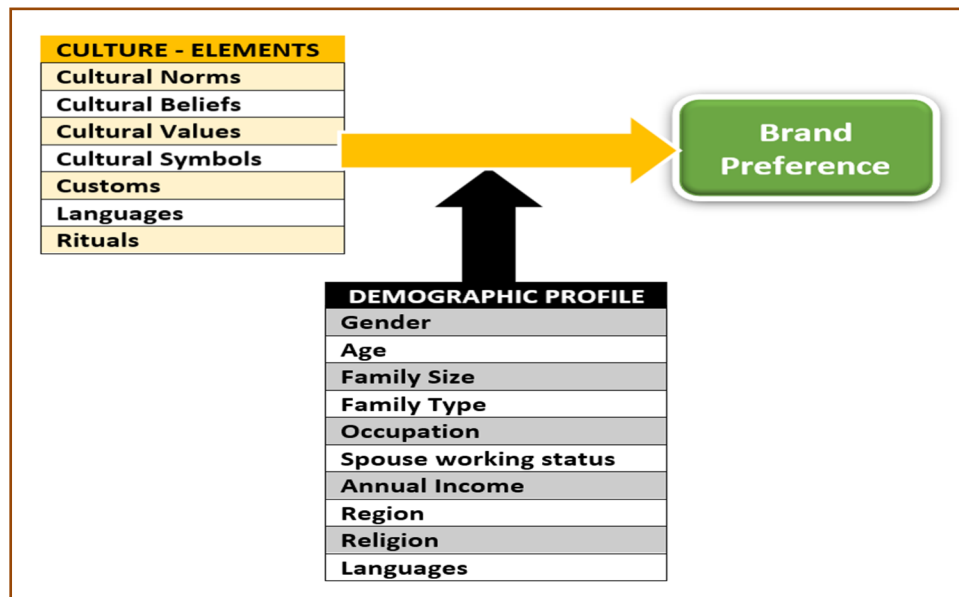 CULTURE - ELEMENTS
Cultural Norms
Cultural Beliefs
Cultural Values
Cultural Symbols
Customs
Languages
Rituals
Brand
Preference
DEMOGRAPHIC PROFILE
Gender
Age
Family Size
Family Type
Occupation
Spouse working status
Annual Income
Region
Religion
Languages